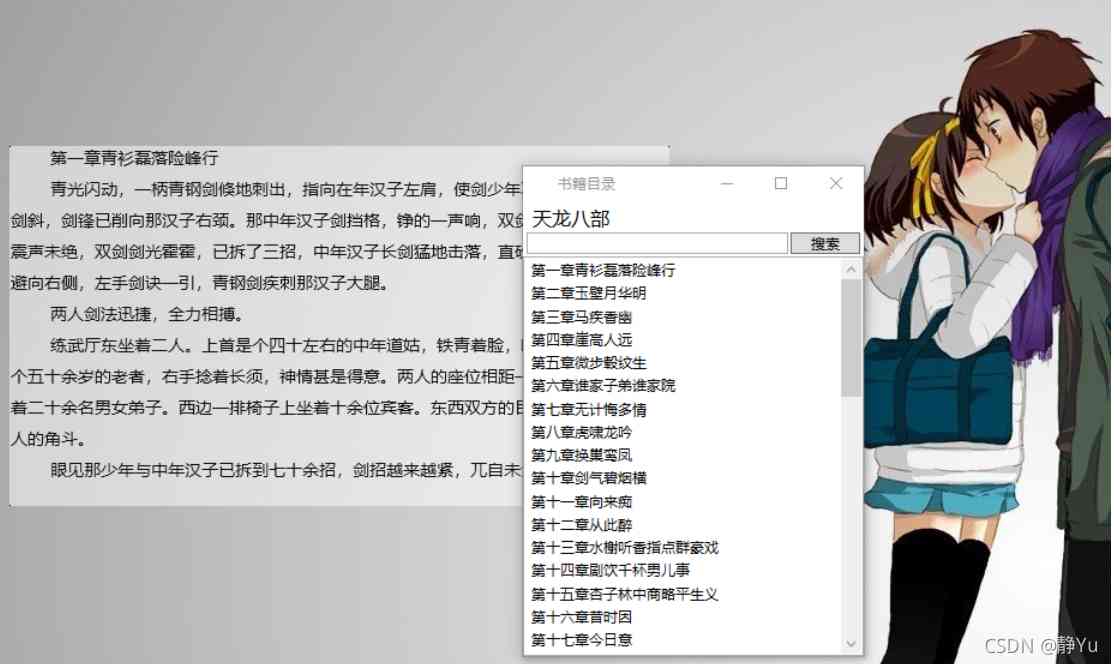 第一章青衫磊落险峰行
青光闪动，一柄青钢剑倏地刺出，指向在年汉子左肩，使剑少年
剑斜，剑锋已削向那汉子右颈。那中年汉子剑挡格，铮的一声响，双剑
震声未绝，双剑剑光霍霍，已拆了三招，中年汉子长剑猛地击落，直
避向右侧，左手剑诀一引，青钢剑疾刺那汉子大腿。
两人剑法迅捷，全力相搏。
练武厅东坐着二人。上首是个四十左右的中年道姑，铁青着脸，
个五十余岁的老者，右手捻着长须，神情甚是得意。两人的座位相距一
着二十余名男女弟子。西边一排椅子上坐着十余位宾客。东西双方的目
人的角斗。
眼见那少年与中年汉子已拆到七十余招，剑招越来越紧，兀自未
书籍目录
天龙八部
搜索
第一章青衫磊落险峰行
第二章玉壁月华明
第三章马疾香幽
第四章崖高人远
第五章微步縠纹生
第六章谁家子弟谁家院
第七章无计悔多情
第八章虎啸龙吟
第九章换巢鸾凤
第十章剑气碧烟横
第十一章向来痴
第十二章从此醉
第十三章水榭听香指点群豪戏
第十四章剧饮千杯男儿事
第十五章杏子林中商略平生义
第十六章昔时因
第十七章今日意
CSDN @静Yu